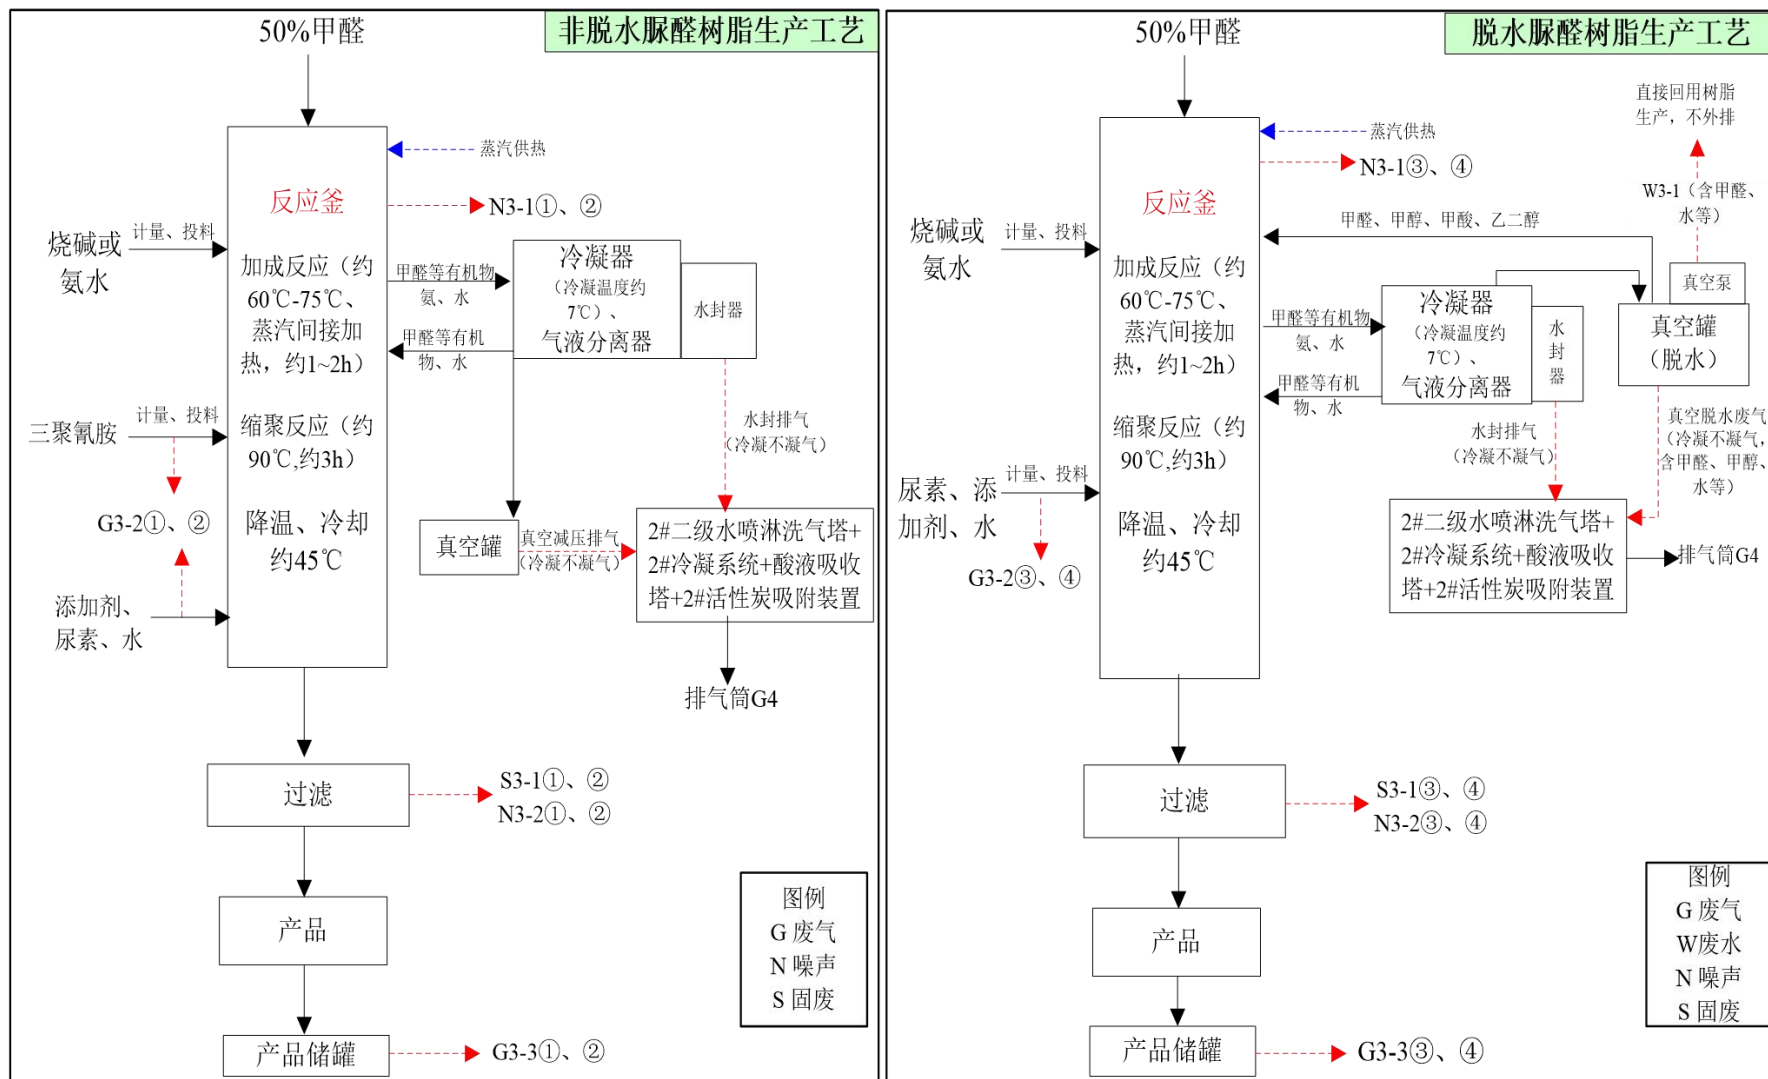 50%甲醛
非脱水脲醛树脂生产工艺
蒸汽供热
反应釜
N3-1①、②
计量、投料
烧碱或
氨水
加成反应（约
60℃-75℃、
蒸汽间接加
热，约1~2h）
甲醛等有机物
氨、水
甲醛等有机
物、水
冷凝器
（冷凝温度约
7℃）、
气液分离器
水封器
计量、投料
三聚氰胺
缩聚反应（约
90℃,约3h）
水封排气
（冷凝不凝气）
G3-2①、②
降温、冷却
约45℃
真空罐
真空减压排气
（冷凝不凝气）
2#二级水喷淋洗气塔+
2#冷凝系统+酸液吸收
塔+2#活性炭吸附装置
添加剂、
尿素、水
排气筒G4
过滤
S3-1①、②
N3-2①、②
产品
图例
G 废气
N 噪声
S 固废
产品储罐
G3-3①、②
50%甲醛
脱水脲醛树脂生产工艺
直接回用树脂
生产，不外排
蒸汽供热
N3-1③、④
反应釜
W3-1（含甲醛、
水等）
计量、投料
烧碱或
氨水
甲醛、甲醇、甲酸、乙二醇
加成反应（约
60℃-75℃、
蒸汽间接加
热，约1~2h）
真空泵
真空罐
（脱水）
甲醛等有机物
氨、水
甲醛等有机
物、水
冷凝器
（冷凝温度约
7℃）、
气液分离器
水
封
器
缩聚反应（约
90℃,约3h）
水封排气
（冷凝不凝气）
真空脱水废气
（冷凝不凝气，
含甲醛、甲醇、
水等）
计量、投料
尿素、添
加剂、水
G3-2③、④
降温、冷却
约45℃
2#二级水喷淋洗气塔+
2#冷凝系统+酸液吸收
塔+2#活性炭吸附装置
排气筒G4
过滤
S3-1③、④
N3-2③、④
产品
图例
G 废气
W废水
N 噪声
S 固废
产品储罐
G3-3③、④